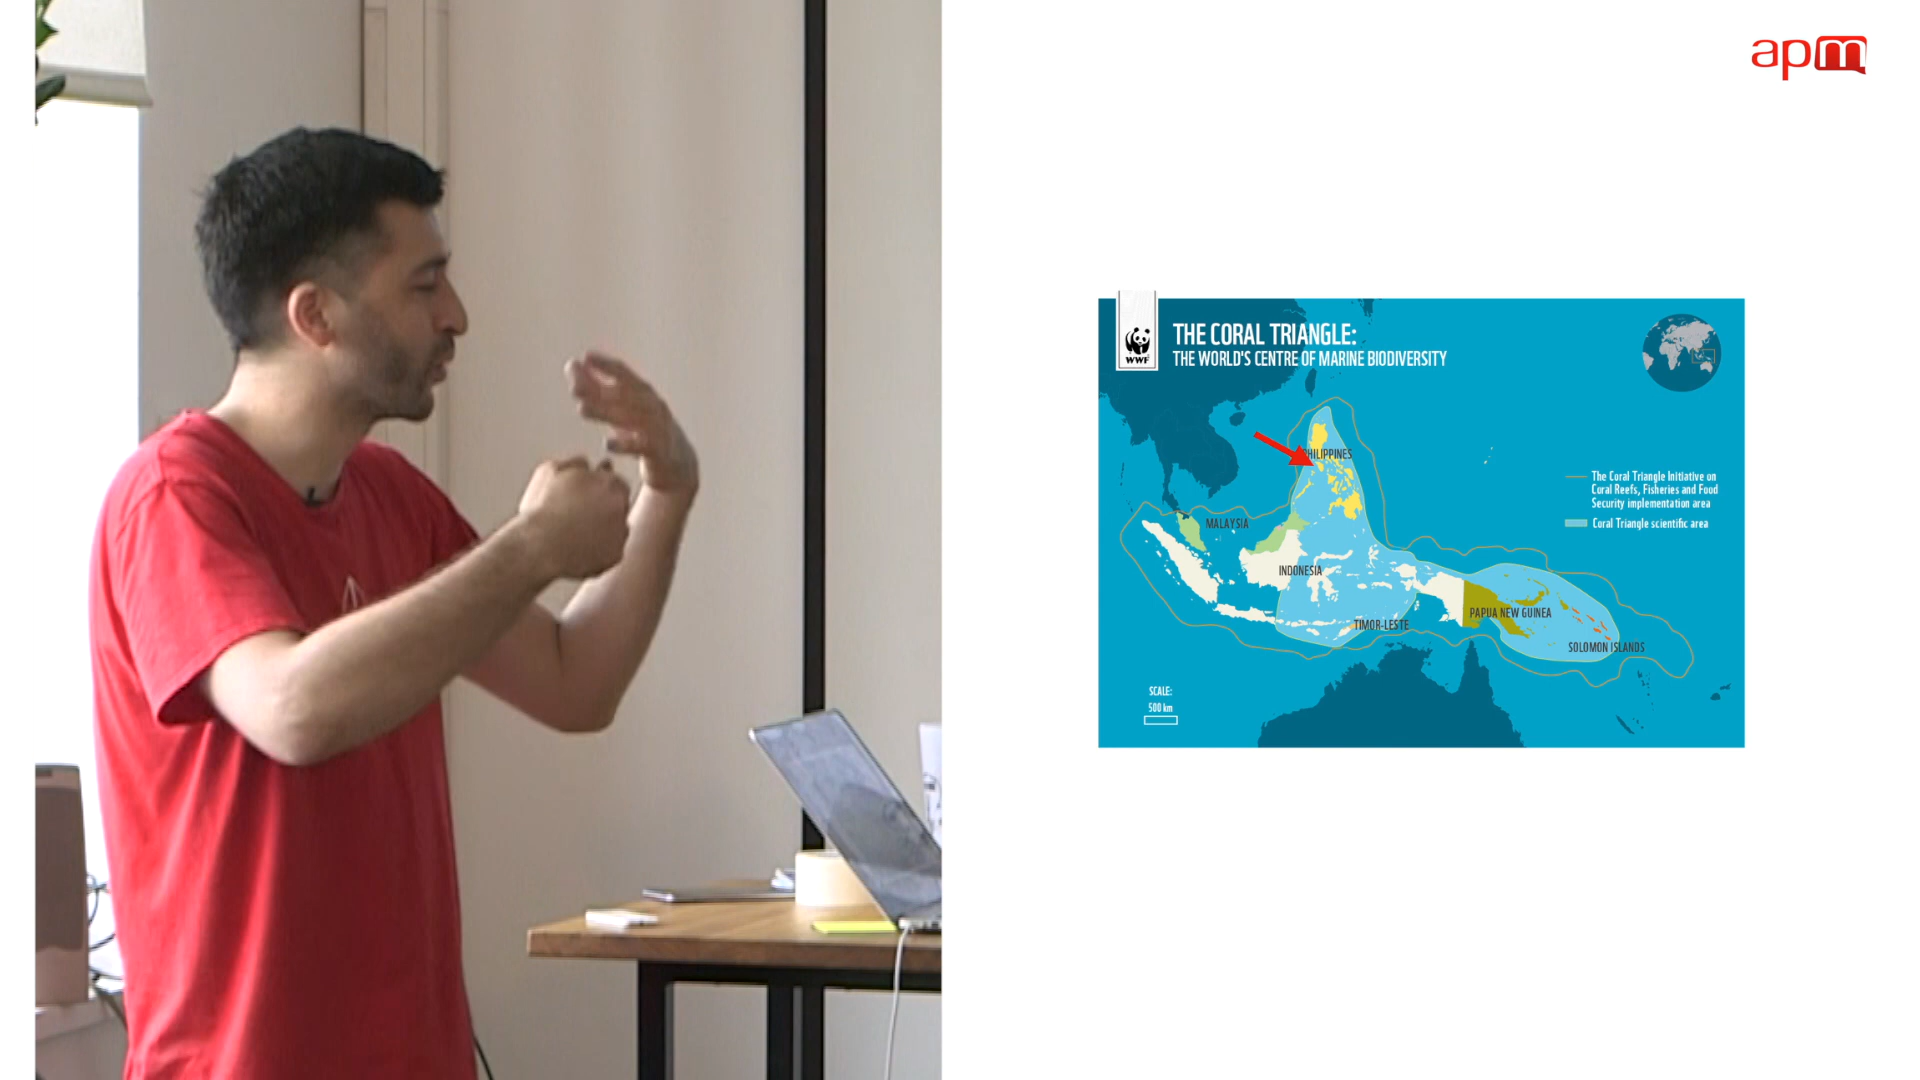 apm
WWF
THE CORAL TRIANGLE:
THE WORLD'S CENTRE OF MARINE BIODIVERSITY
PHILIPPINES
The Coral Triangle Initiative on
Coral Reefs, Fisheries and Food
Security implementation area
Coral Triangle scientific area
MALAYSIA
INDONESIA
PAPUA NEW GUINEA
TIMOR-LESTE
SOLOMON ISLANDS
SCALE:
500 km